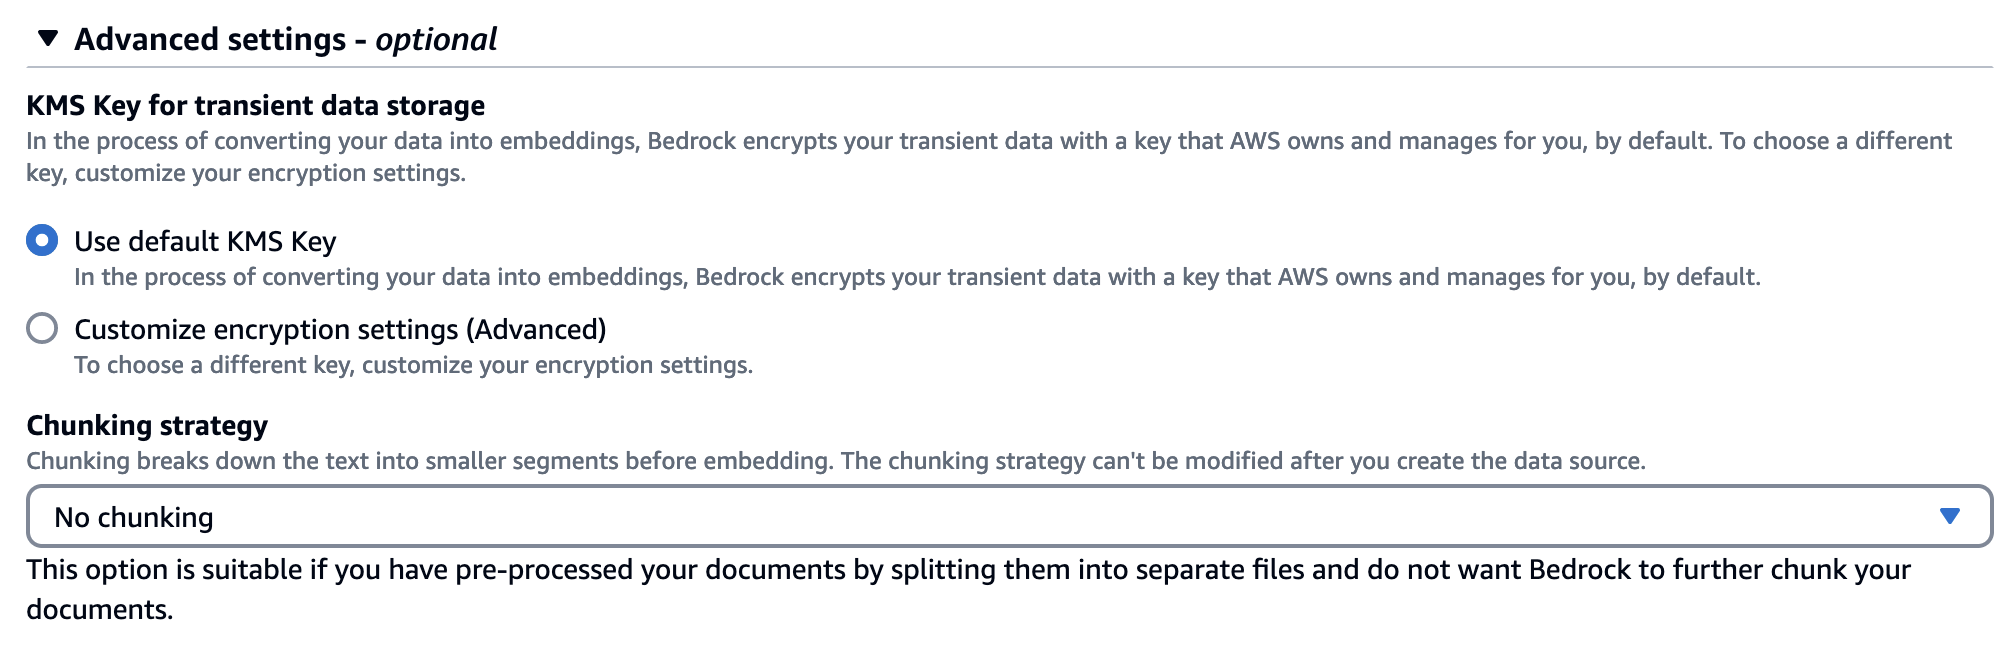 Advanced settings - optional
KMS Key for transient data storage
In the process of converting your data into embeddings, Bedrock encrypts your transient data with a key that AWS owns and manages for you, by default. To choose a different
key, customize your encryption settings.
Use default KMS Key
In the process of converting your data into embeddings, Bedrock encrypts your transient data with a key that AWS owns and manages for you, by default.
Customize encryption settings (Advanced)
To choose a different key, customize your encryption settings.
Chunking strategy
Chunking breaks down the text into smaller segments before embedding. The chunking strategy can't be modified after you create the data source.
No chunking
This option is suitable if you have pre-processed your documents by splitting them into separate files and do not want Bedrock to further chunk your
documents.